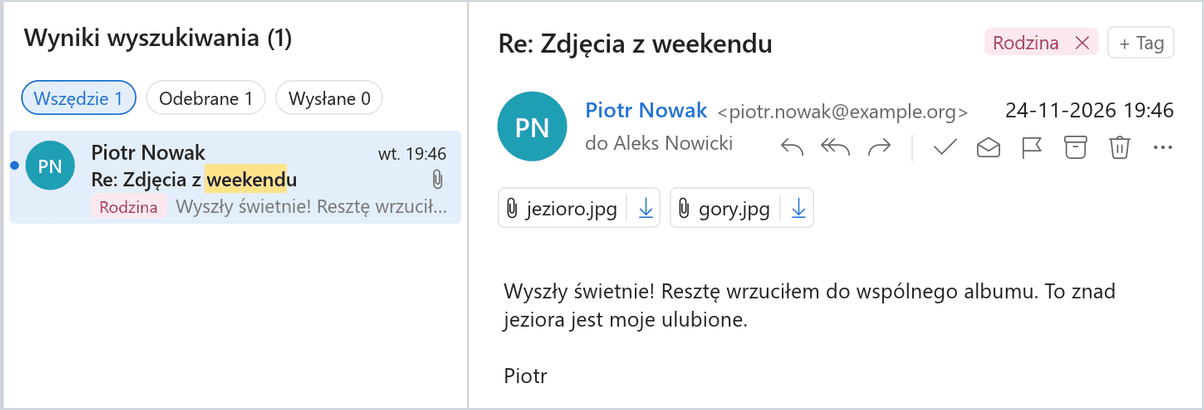 Wyniki wyszukiwania (1)
Wszędzie 1
Odebrane 1
Wysłane 0
PN
Piotr Nowak
wt. 19:46
Re: Zdjęcia z weekendu
Rodzina
Wyszły świetnie! Resztę wrzucił...
Re: Zdjęcia z weekendu
Rodzina
+ Tag
PN
Piotr Nowak <piotr.nowak@example.org>
24-11-2026 19:46
do Aleks Nowicki
jezioro.jpg
gory.jpg
Wyszły świetnie! Resztę wrzuciłem do wspólnego albumu. To znad
jeziora jest moje ulubione.
Piotr